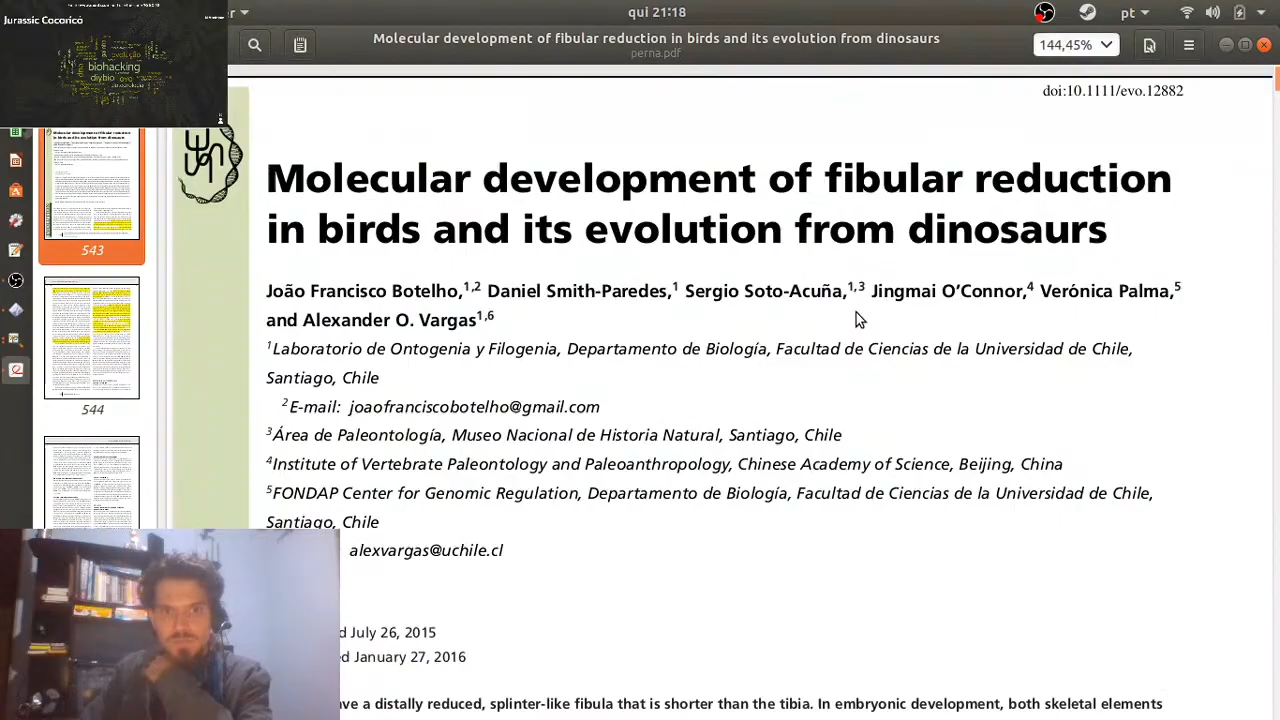 Jurassic Cocoricó
evolução
biohacking
diybio ovo
qui 21:18
pt
Molecular development of fibular reduction in birds and its evolution from dinosaurs
perna.pdf
144,45%
543
544
doi:10.1111/evo.12882
Molecular development of fibular reduction
in birds and its evolution from dinosaurs
João Francisco Botelho,1,2 Daniel Smith-Paredes,1 Sergio Soto-Acuña,1,3 Jingmai O’Connor,4 Verónica Palma,5
and Alexander O. Vargas1,6
1Laboratorio de Ontogenia y Filogenia, Departamento de Biología, Facultad de Ciencias de la Universidad de Chile,
Santiago, Chile
2E-mail: joaofranciscobotelho@gmail.com
3Área de Paleontología, Museo Nacional de Historia Natural, Santiago, Chile
4Institute of Vertebrate Paleontology and Paleoanthropology, Chinese Academy of Science, Beijing, China
5FONDAP Center for Genomic Regulation, Departamento de Biología, Facultad de Ciencias de la Universidad de Chile,
Santiago, Chile
alexvargas@uchile.cl
d July 26, 2015
ed January 27, 2016
ave a distally reduced, splinter-like fibula that is shorter than the tibia. In embryonic development, both skeletal elements